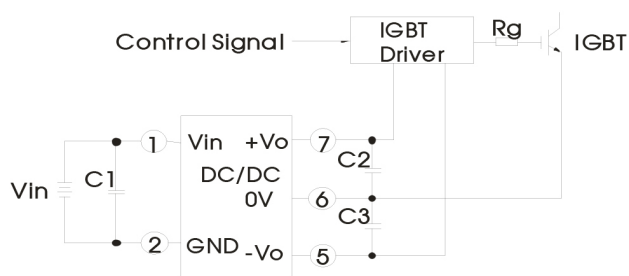 Control Signal
IGBT
Driver
Rg
IGBT
Vin
C1
1
2
Vin +Vo
DC/DC
0V
GND -Vo
7
6
5
C2
C3